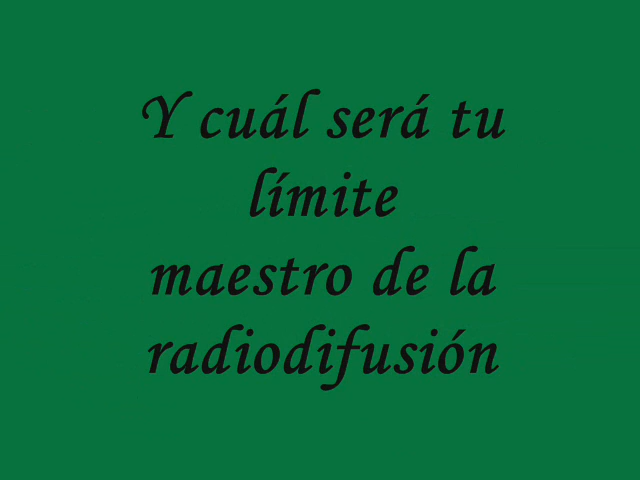 Y cuál será tu
límite
maestro de la
radiodifusión